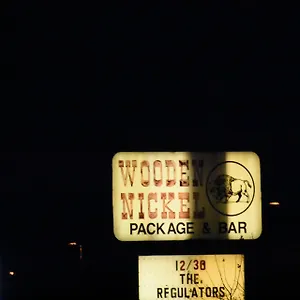 WOODEN
NICKEL
PACKAGE & BAR
12/30
THE
REGULATORS